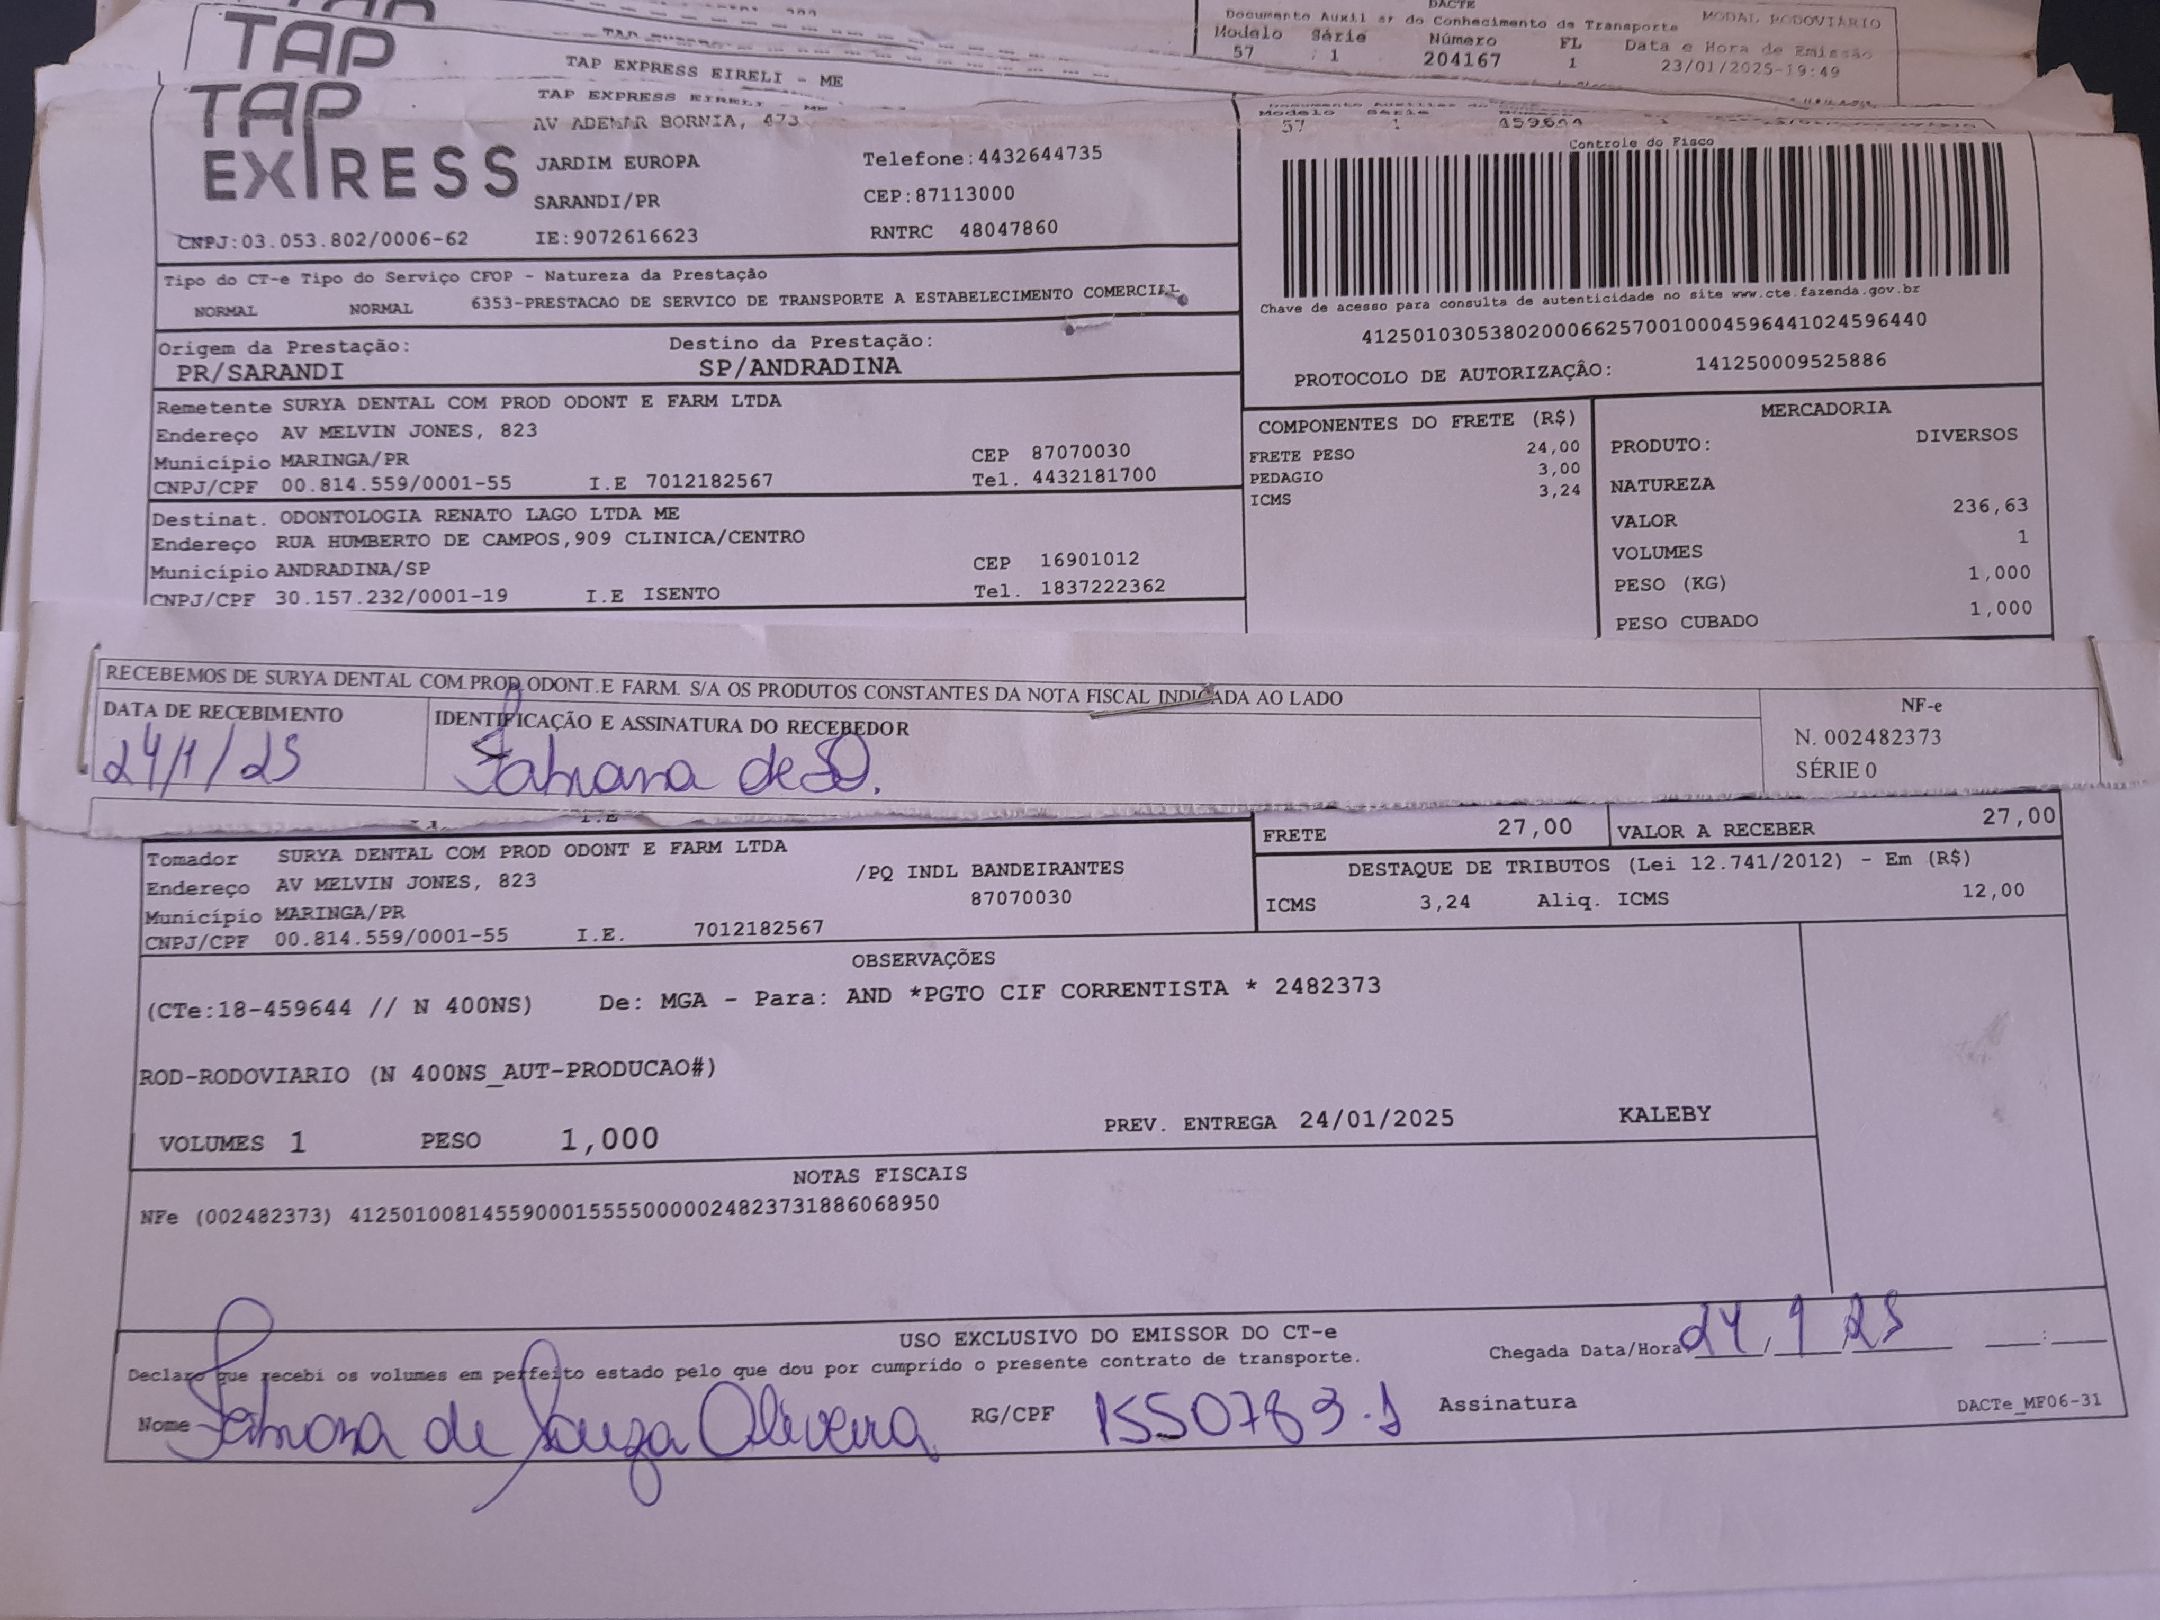 DACTE
Documento Auxiliar do Conhecimento de Transporte
MODAL RODOVIÁRIO
Modelo Série Número FL Data e Hora de Emissão
57 1 204167 1 23/01/2025-19:49
TAP
TAP EXPRESS EIRELI - ME
TAP EXPRESS
TAP EXPRESS EIRELI - ME
AV ADEMAR BORNIA, 473
JARDIM EUROPA Telefone:4432644735
SARANDI/PR CEP:87113000
CNPJ:03.053.802/0006-62 IE:9072616623 RNTRC 48047860
Modelo Série
57 1 459644
Controle do Fisco
Chave de acesso para consulta de autenticidade no site www.cte.fazenda.gov.br
41250103053802000662570010004596441024596440
PROTOCOLO DE AUTORIZAÇÃO: 141250009525886
Tipo do CT-e Tipo do Serviço CFOP - Natureza da Prestação
NORMAL NORMAL 6353-PRESTACAO DE SERVICO DE TRANSPORTE A ESTABELECIMENTO COMERCIAL
Origem da Prestação: Destino da Prestação:
PR/SARANDI SP/ANDRADINA
Remetente SURYA DENTAL COM PROD ODONT E FARM LTDA
Endereço AV MELVIN JONES, 823
Município MARINGA/PR CEP 87070030
CNPJ/CPF 00.814.559/0001-55 I.E 7012182567 Tel. 4432181700
Destinat. ODONTOLOGIA RENATO LAGO LTDA ME
Endereço RUA HUMBERTO DE CAMPOS,909 CLINICA/CENTRO
Município ANDRADINA/SP CEP 16901012
CNPJ/CPF 30.157.232/0001-19 I.E ISENTO Tel. 1837222362
COMPONENTES DO FRETE (R$)
FRETE PESO 24,00
PEDAGIO 3,00
ICMS 3,24
MERCADORIA
PRODUTO: DIVERSOS
NATUREZA
VALOR 236,63
VOLUMES 1
PESO (KG) 1,000
PESO CUBADO 1,000
RECEBEMOS DE SURYA DENTAL COM.PROD.ODONT.E FARM. S/A OS PRODUTOS CONSTANTES DA NOTA FISCAL INDICADA AO LADO
DATA DE RECEBIMENTO IDENTIFICAÇÃO E ASSINATURA DO RECEBEDOR
24/1/25 Fabiana de SO.
NF-e
N. 002482373
SÉRIE 0
I.E
Tomador SURYA DENTAL COM PROD ODONT E FARM LTDA
Endereço AV MELVIN JONES, 823 /PQ INDL BANDEIRANTES
Município MARINGA/PR 87070030
CNPJ/CPF 00.814.559/0001-55 I.E. 7012182567
FRETE 27,00 VALOR A RECEBER 27,00
DESTAQUE DE TRIBUTOS (Lei 12.741/2012) - Em (R$)
ICMS 3,24 Aliq. ICMS 12,00
OBSERVAÇÕES
(CTe:18-459644 // N 400NS) De: MGA - Para: AND *PGTO CIF CORRENTISTA * 2482373
ROD-RODOVIARIO (N 400NS_AUT-PRODUCAO#)
VOLUMES 1 PESO 1,000 PREV. ENTREGA 24/01/2025 KALEBY
NOTAS FISCAIS
NFe (002482373) 41250100814559000155550000024823731886068950
USO EXCLUSIVO DO EMISSOR DO CT-e
Declaro que recebi os volumes em perfeito estado pelo que dou por cumprido o presente contrato de transporte.
Chegada Data/Hora 24/1/25 :
Nome Fabiana de Souza Oliveira RG/CPF 1550783-1 Assinatura
DACTe_MF06-31